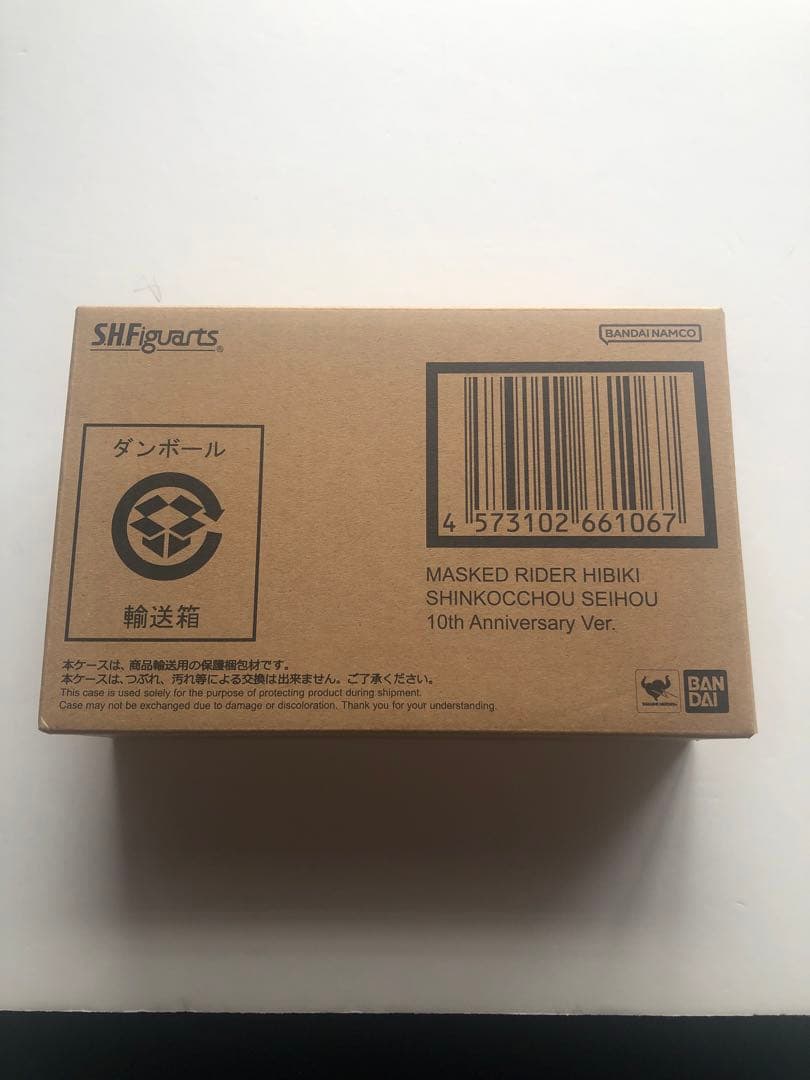 S.H.Figuarts®
BANDAI NAMCO
ダンボール
輸送箱
4 573102 661067
MASKED RIDER HIBIKI
SHINKOCCHOU SEIHOU
10th Anniversary Ver.
本ケースは、商品輸送用の保護梱包材です。
本ケースは、つぶれ、汚れ等による交換は出来ません。ご了承ください。
This case is used solely for the purpose of protecting product during shipment.
Case may not be exchanged due to damage or discoloration. Thank you for your understanding.
BAN
DAI